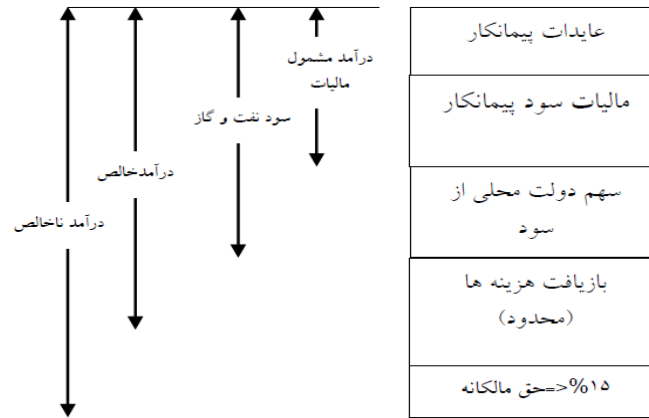 عایدات پیمانکار
مالیات سود پیمانکار
سهم دولت محلی از
سود
بازیافت هزینه ها
(محدود)
۱۵%<=حق مالکانه
درآمد مشمول
مالیات
سود نفت و گاز
درآمدخالص
درآمد ناخالص